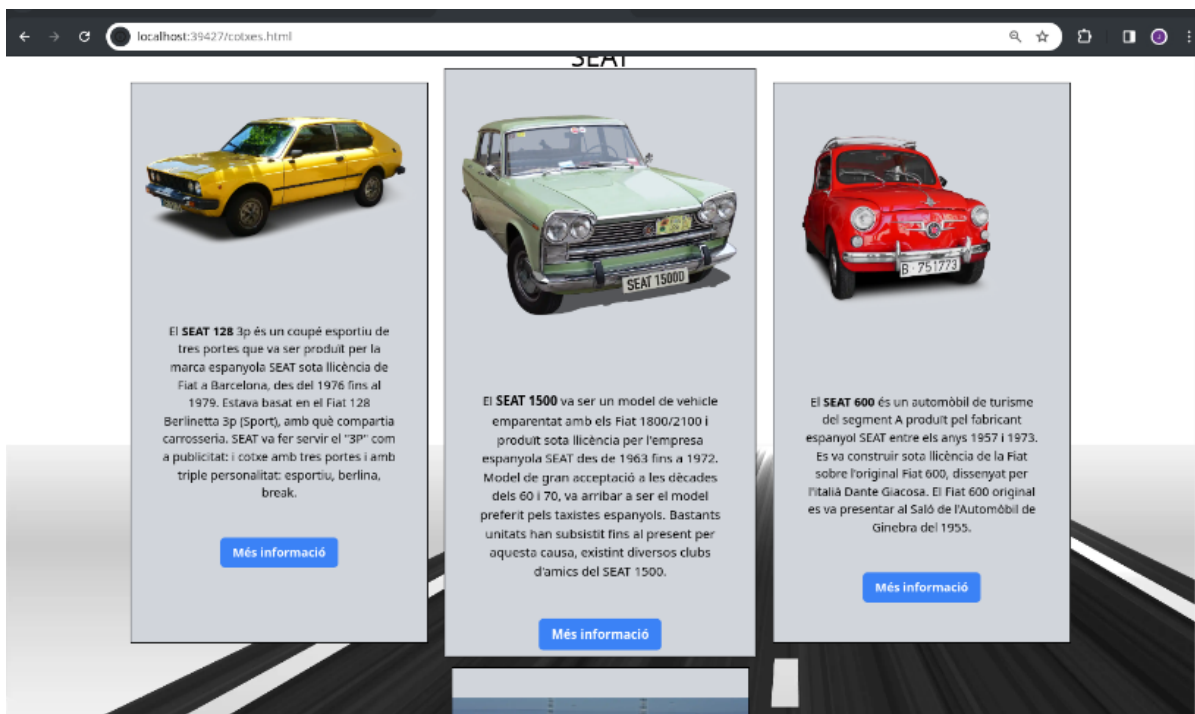 localhost:39427/cotxes.html
SEAT
El SEAT 128 3p és un coupé esportiu de
tres portes que va ser produït per la
marca espanyola SEAT sota llicència de
Fiat a Barcelona, des del 1976 fins al
1979. Estava basat en el Fiat 128
Berlinetta 3p (Sport), amb què compartia
carrosseria. SEAT va fer servir el "3P" com
a publicitat: i cotxe amb tres portes i amb
triple personalitat: esportiu, berlina,
break.
Més informació
SEAT 1500D
El SEAT 1500 va ser un model de vehicle
emparentat amb els Fiat 1800/2100 i
produït sota llicència per l'empresa
espanyola SEAT des de 1963 fins a 1972.
Model de gran acceptació a les dècades
dels 60 i 70, va arribar a ser el model
preferit pels taxistes espanyols. Bastants
unitats han subsistit fins al present per
aquesta causa, existint diversos clubs
d'amics del SEAT 1500.
Més informació
B-751773
El SEAT 600 és un automòbil de turisme
del segment A produït pel fabricant
espanyol SEAT entre els anys 1957 i 1973.
Es va construir sota llicència de la Fiat
sobre l'original Fiat 600, dissenyat per
l'italià Dante Giacosa. El Fiat 600 original
es va presentar al Saló de l'Automòbil de
Ginebra del 1955.
Més informació